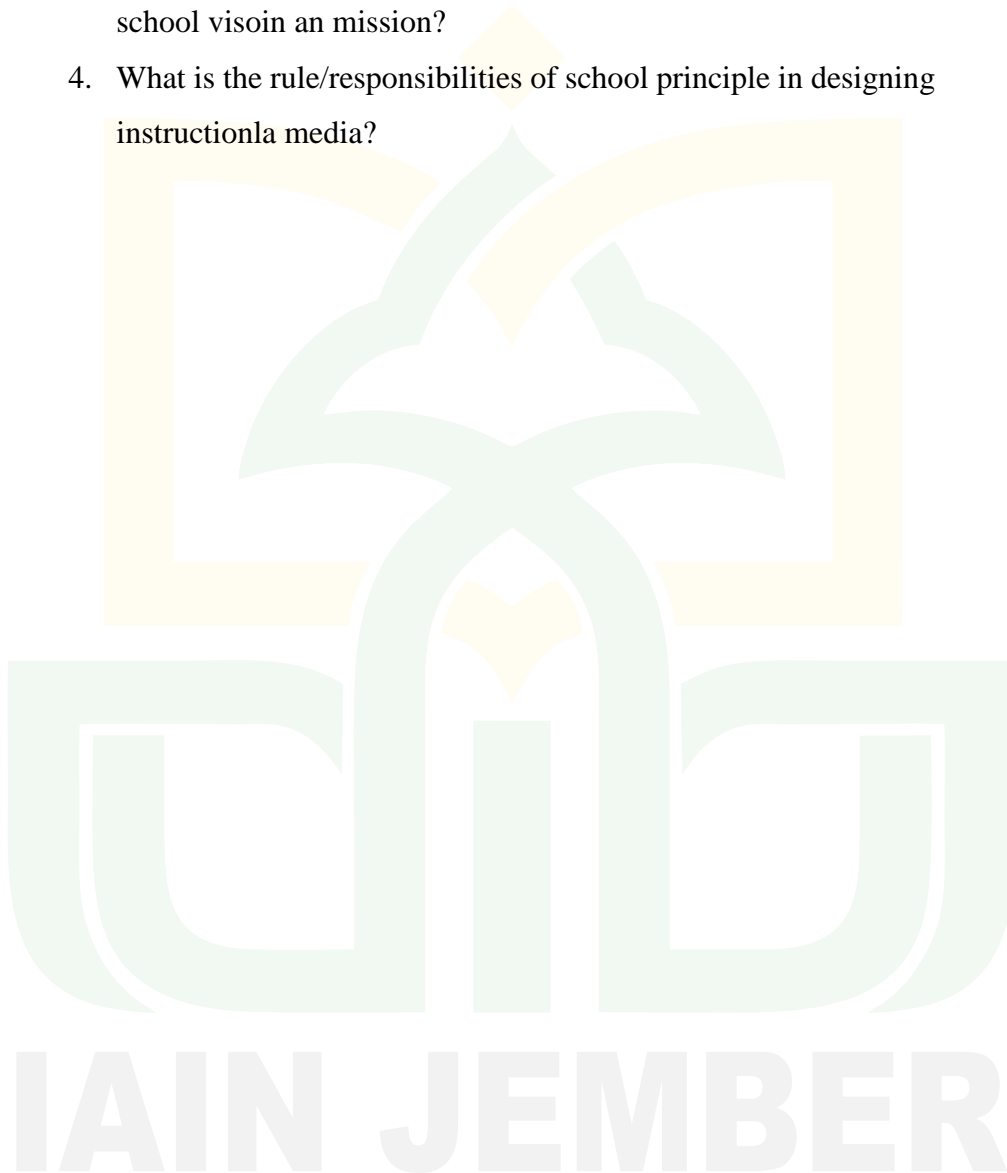 school visoin an mission?
4. What is the rule/responsibilities of school principle in designing
instructionla media?
IAIN JEMBER